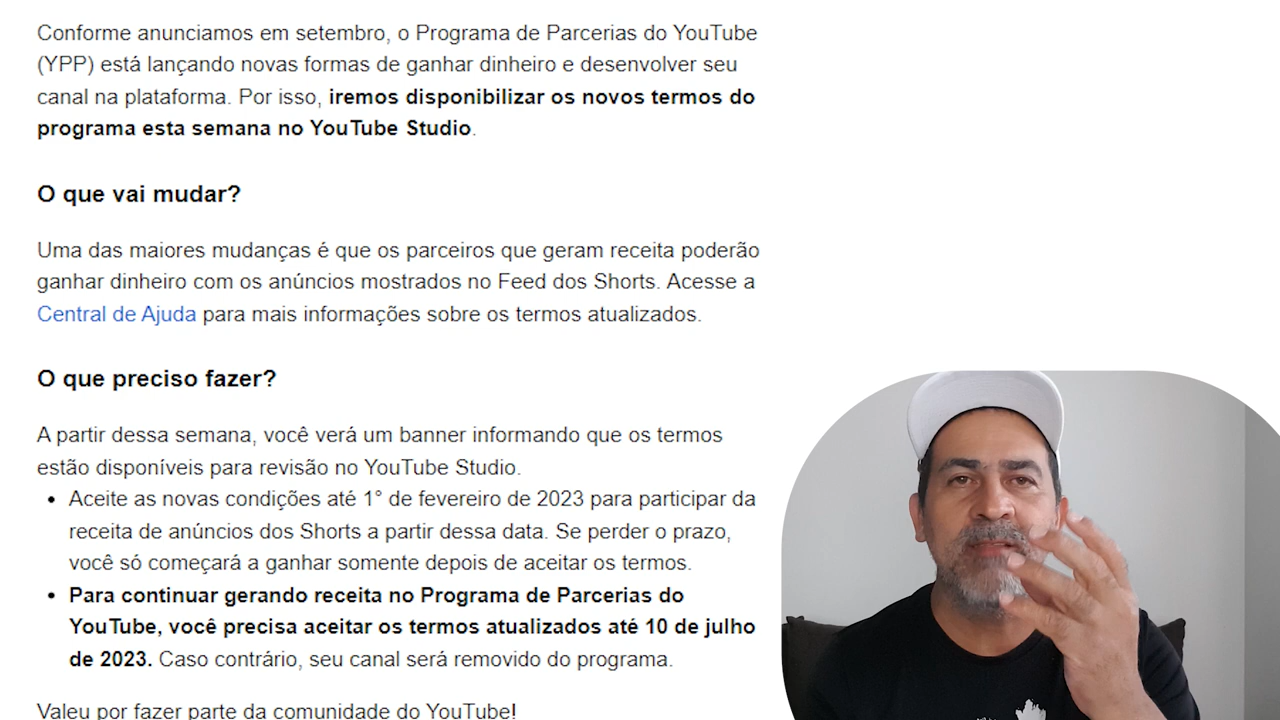 Conforme anunciamos em setembro, o Programa de Parcerias do YouTube
(YPP) está lançando novas formas de ganhar dinheiro e desenvolver seu
canal na plataforma. Por isso, iremos disponibilizar os novos termos do
programa esta semana no YouTube Studio.
O que vai mudar?
Uma das maiores mudanças é que os parceiros que geram receita poderão
ganhar dinheiro com os anúncios mostrados no Feed dos Shorts. Acesse a
Central de Ajuda para mais informações sobre os termos atualizados.
O que preciso fazer?
A partir dessa semana, você verá um banner informando que os termos
estão disponíveis para revisão no YouTube Studio.
• Aceite as novas condições até 1° de fevereiro de 2023 para participar da
receita de anúncios dos Shorts a partir dessa data. Se perder o prazo,
você só começará a ganhar somente depois de aceitar os termos.
• Para continuar gerando receita no Programa de Parcerias do
YouTube, você precisa aceitar os termos atualizados até 10 de julho
de 2023. Caso contrário, seu canal será removido do programa.
Valeu por fazer parte da comunidade do YouTube!